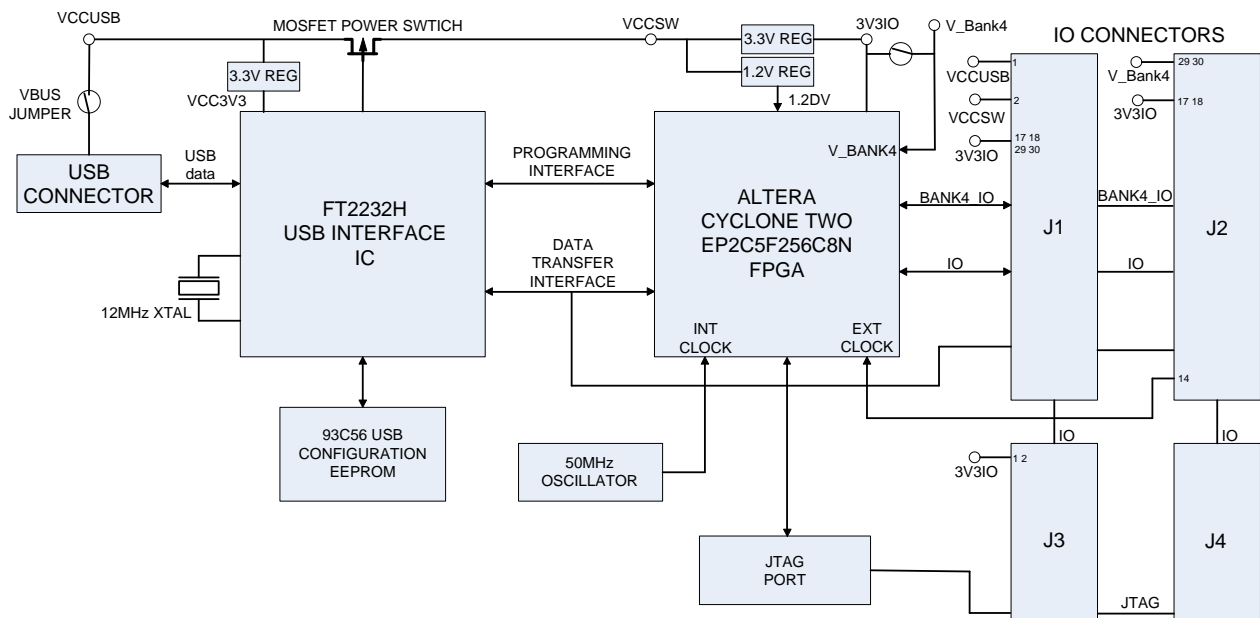 VCCUSB
MOSFET POWER SWTICH
VCCSW
3V3IO
V_Bank4
IO CONNECTORS
3.3V REG
3.3V REG
1.2V REG
VCC3V3
1.2DV
VBUS
JUMPER
USB
CONNECTOR
USB
data
FT2232H
USB INTERFACE
IC
12MHz XTAL
93C56 USB
CONFIGURATION
EEPROM
PROGRAMMING
INTERFACE
DATA
TRANSFER
INTERFACE
V_BANK4
ALTERA
CYCLONE TWO
EP2C5F256C8N
FPGA
INT
CLOCK
EXT
CLOCK
50MHz
OSCILLATOR
JTAG
PORT
BANK4_IO
IO
1
VCCUSB
2
VCCSW
17 18
29 30
3V3IO
J1
BANK4_IO
IO
29 30
V_Bank4
17 18
3V3IO
J2
14
IO
IO
1 2
3V3IO
J3
J4
JTAG